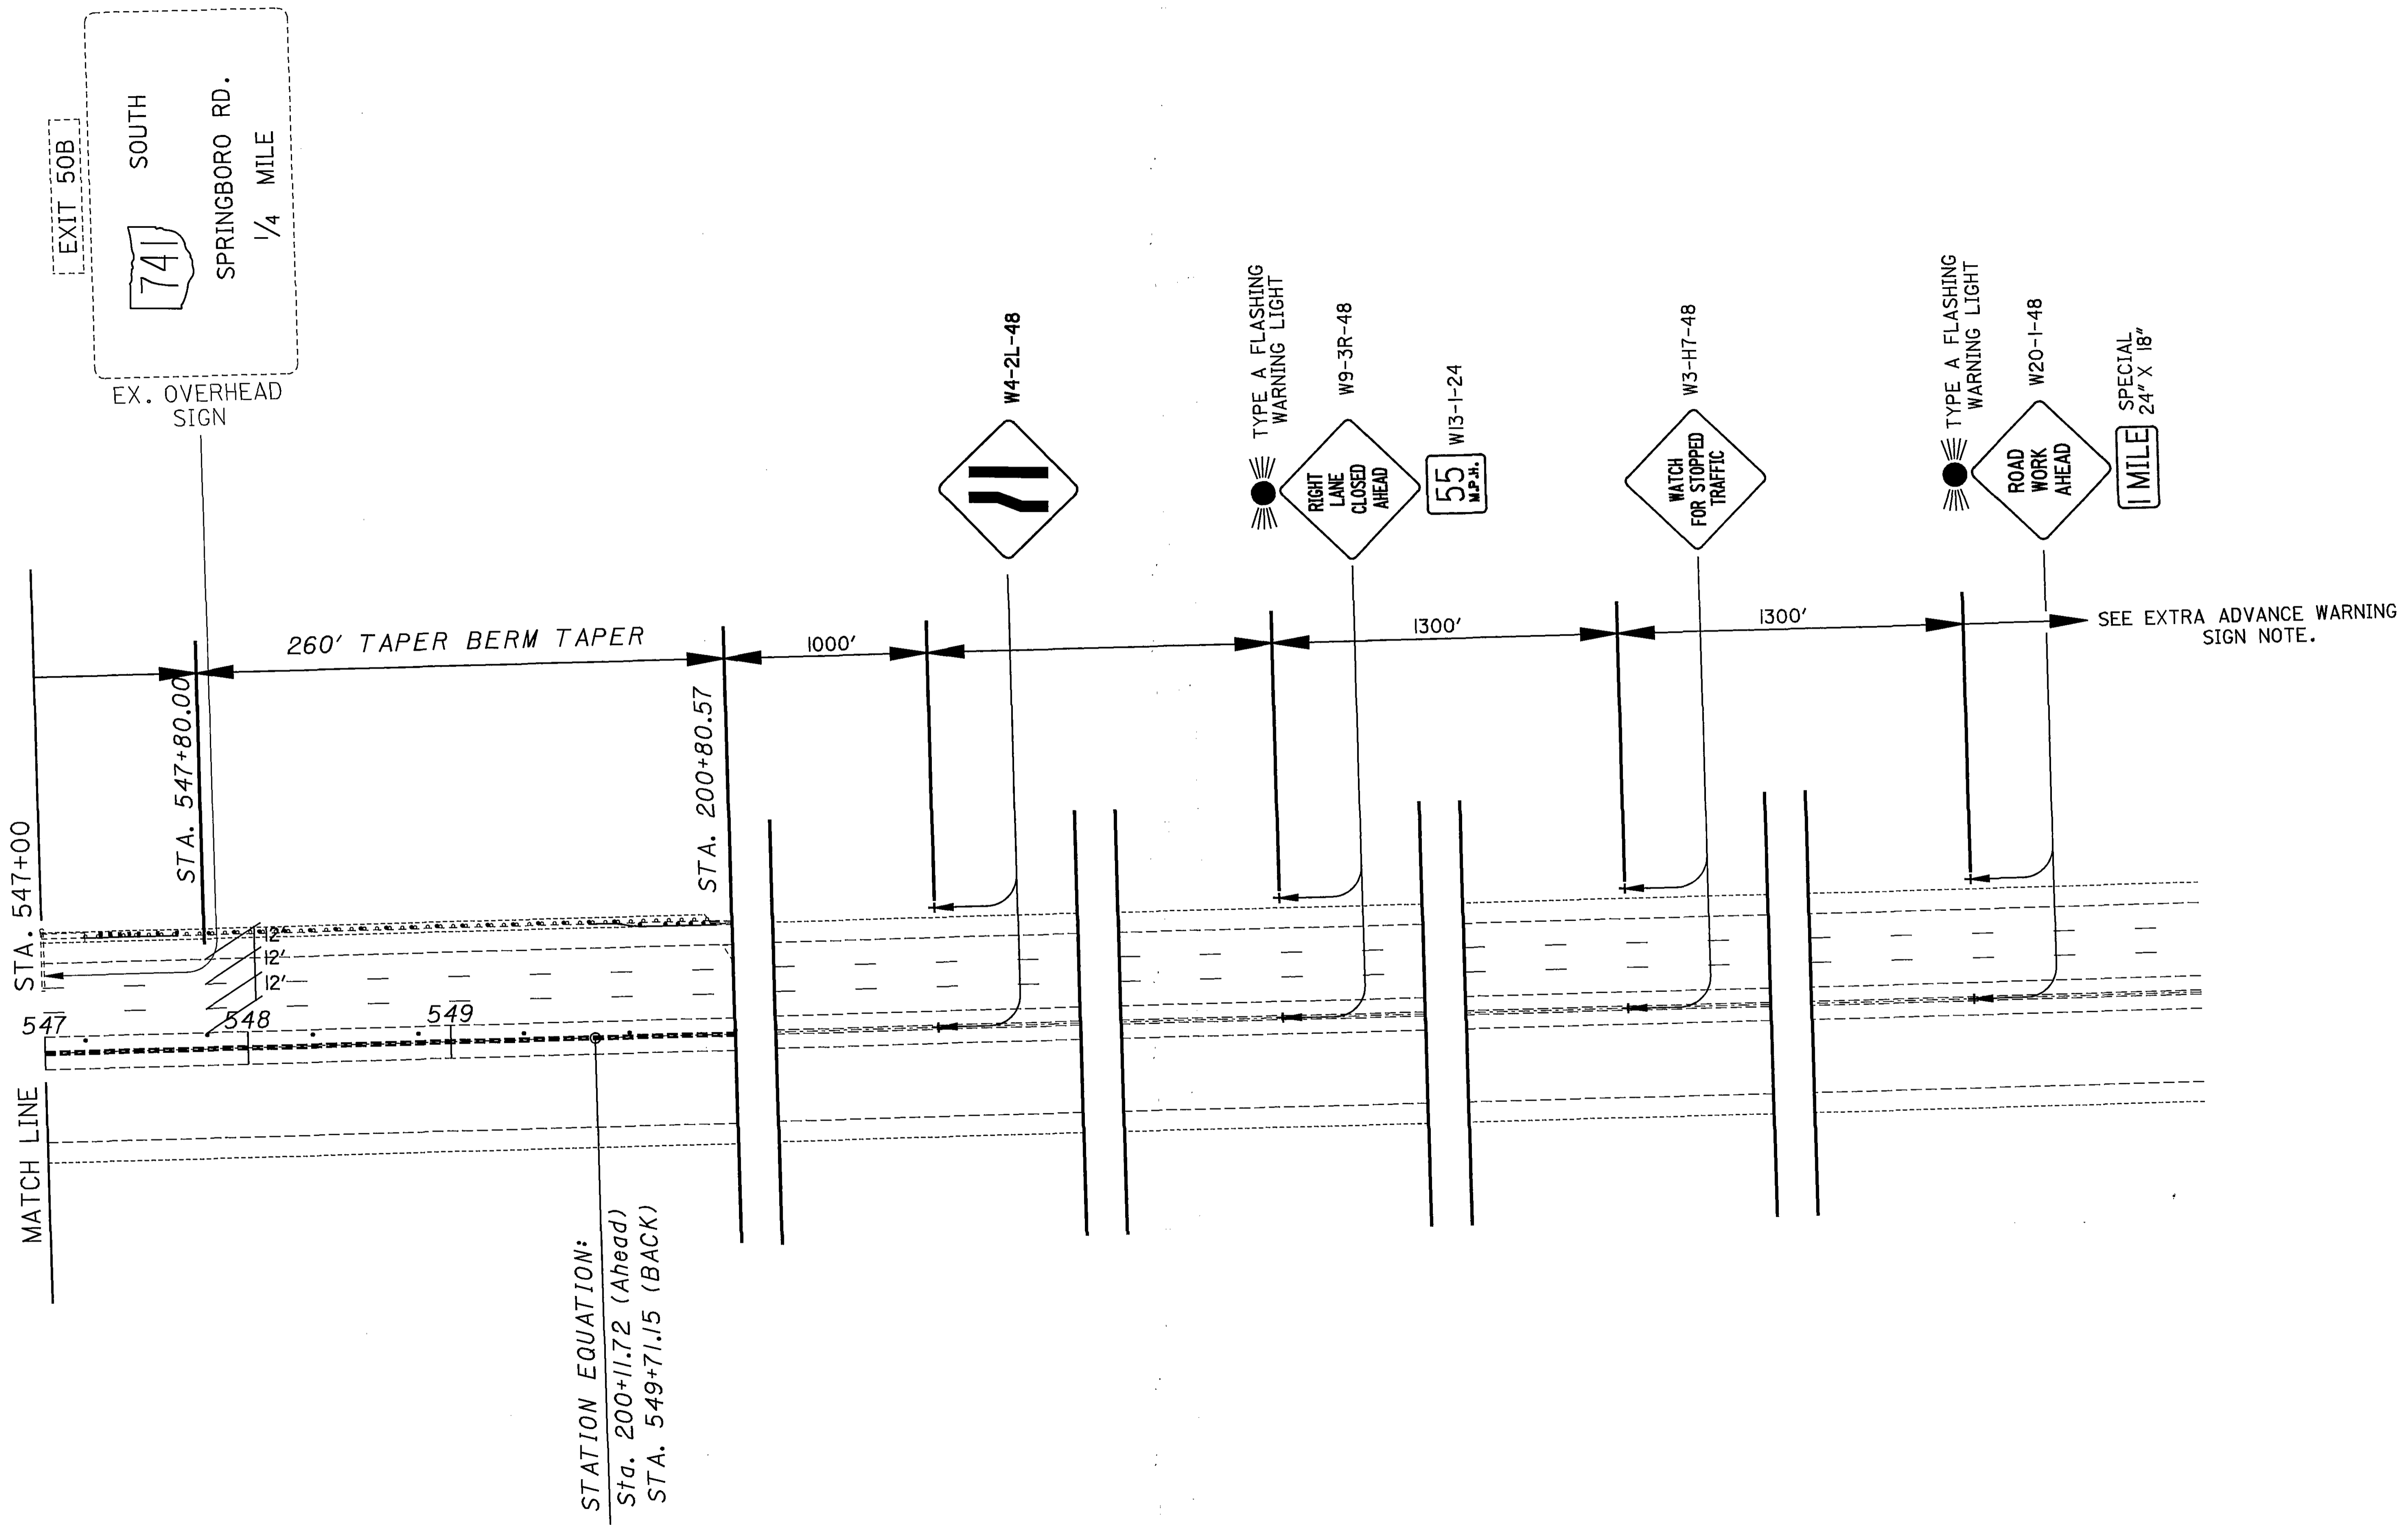 EXIT 50B
741 SOUTH
SPRINGBORO RD.
1/4 MILE
EX. OVERHEAD
SIGN
W4-2L-48
TYPE A FLASHING
WARNING LIGHT
W9-3R-48
RIGHT
LANE
CLOSED
AHEAD
W13-1-24
55
M.P.H.
W3-H7-48
WATCH
FOR STOPPED
TRAFFIC
TYPE A FLASHING
WARNING LIGHT
W20-1-48
ROAD
WORK
AHEAD
SPECIAL
24" X 18"
1 MILE
260' TAPER BERM TAPER
1000'
1300'
1300'
SEE EXTRA ADVANCE WARNING
SIGN NOTE.
MATCH LINE STA. 547+00
STA. 547+80.00
STA. 200+80.57
12'
12'
12'
547
548
549
STATION EQUATION:
Sta. 200+11.72 (Ahead)
STA. 549+71.15 (BACK)